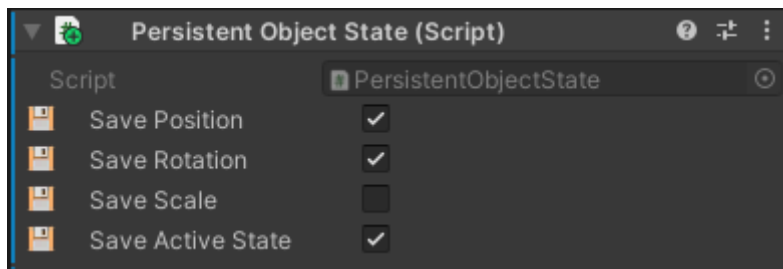 Persistent Object State (Script)
Script PersistentObjectState
Save Position
Save Rotation
Save Scale
Save Active State